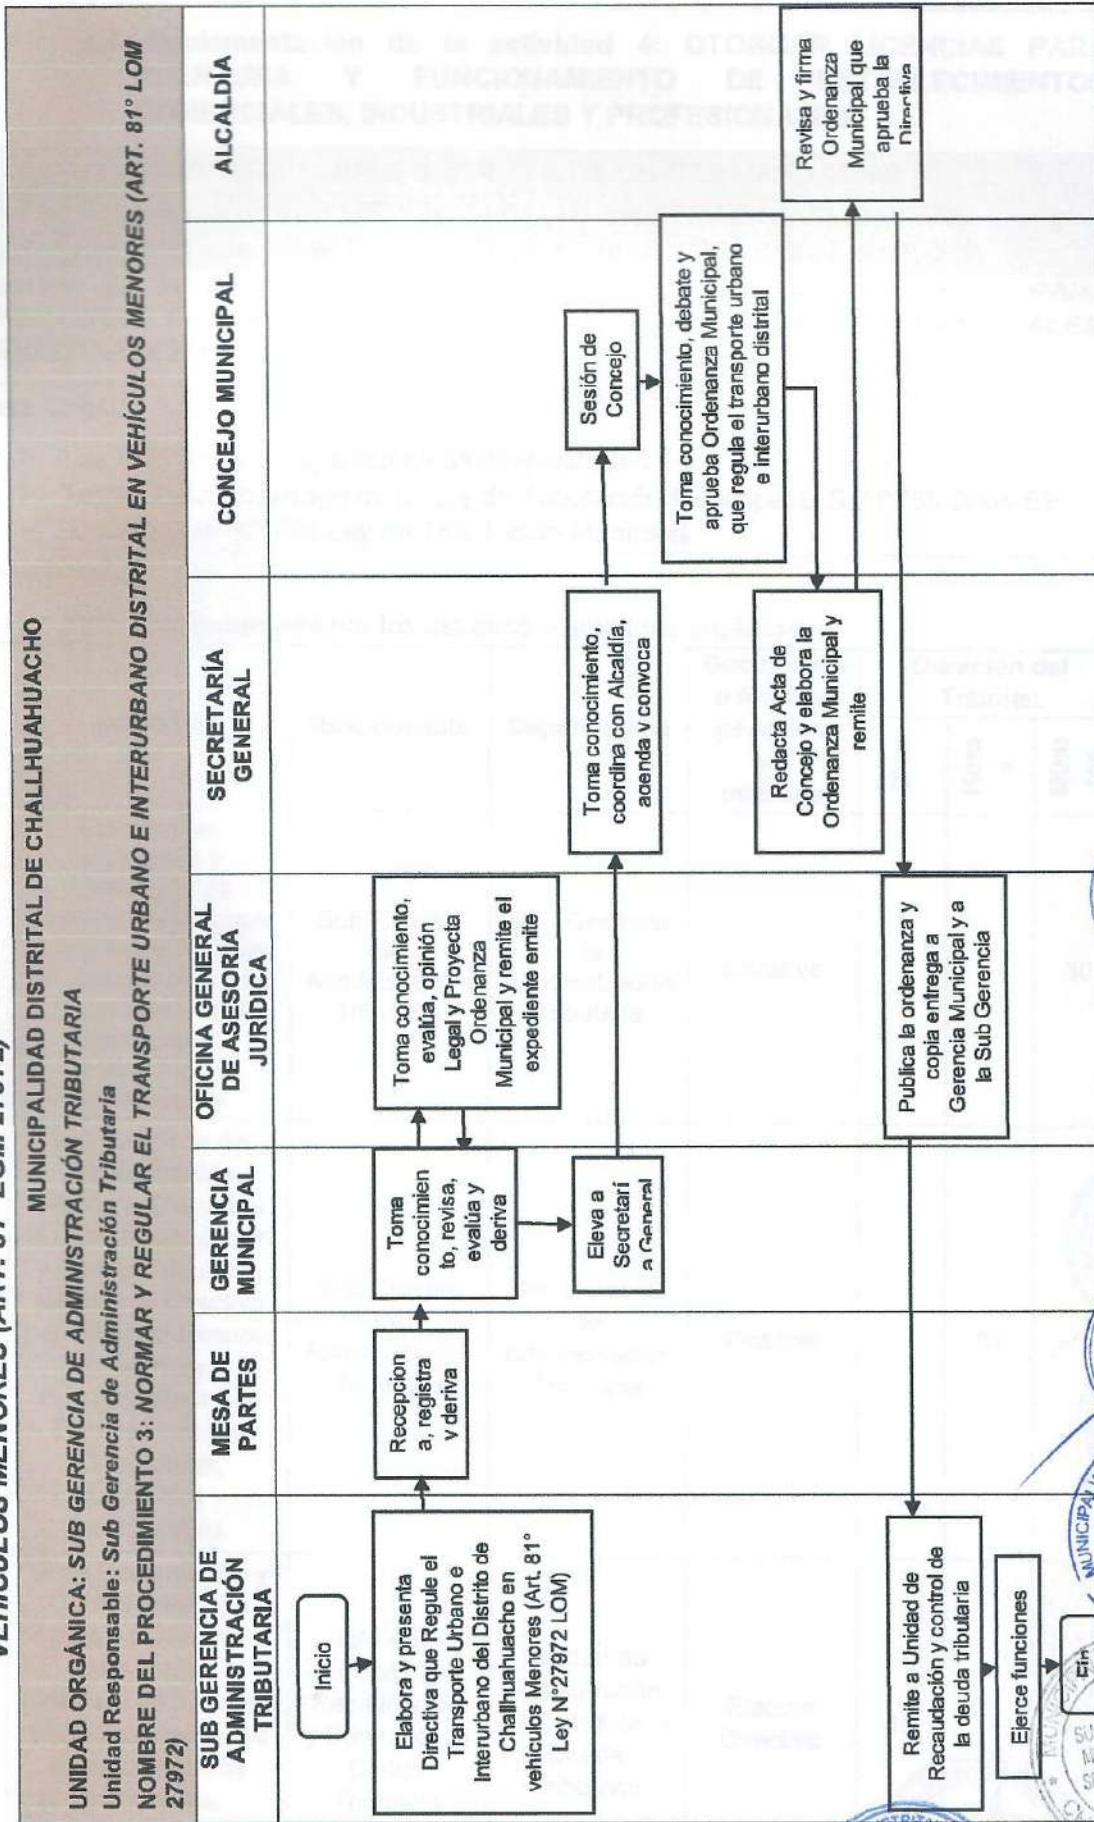 VEHÍCULOS MENORES (ART. 81° LOM 27972)
MUNICIPALIDAD DISTRITAL DE CHALLHUAHUACHO
UNIDAD ORGÁNICA: SUB GERENCIA DE ADMINISTRACIÓN TRIBUTARIA
Unidad Responsable: Sub Gerencia de Administración Tributaria
NOMBRE DEL PROCEDIMIENTO 3: NORMAR Y REGULAR EL TRANSPORTE URBANO E INTERURBANO DISTRITAL EN VEHÍCULOS MENORES (ART. 81° LOM
27972)
SUB GERENCIA DE
ADMINISTRACIÓN
TRIBUTARIA
MESA DE
PARTES
GERENCIA
MUNICIPAL
OFICINA GENERAL
DE ASESORÍA
JURÍDICA
SECRETARÍA
GENERAL
CONCEJO MUNICIPAL
ALCALDÍA
Inicio
Elabora y presenta
Directiva que Regule el
Transporte Urbano e
Interurbano del Distrito de
Challhuahuacho en
vehículos Menores (Art. 81°
Ley N°27972 LOM)
Recepcion
a, registra
y deriva
Toma
conocimien
to, revisa,
evalúa y
deriva
Toma conocimiento,
evalúa, opinión
Legal y Proyecta
Ordenanza
Municipal y remite el
expediente emite
Eleva a
Secretarí
a General
Toma conocimiento,
coordina con Alcaldía,
agenda y convoca
Sesión de
Concejo
Toma conocimiento, debate y
aprueba Ordenanza Municipal,
que regula el transporte urbano
e interurbano distrital
Redacta Acta de
Concejo y elabora la
Ordenanza Municipal y
remite
Revisa y firma
Ordenanza
Municipal que
aprueba la
Directiva
Publica la ordenanza y
copia entrega a
Gerencia Municipal y a
la Sub Gerencia
Remite a Unidad de
Recaudación y control de
la deuda tributaria
Ejerce funciones